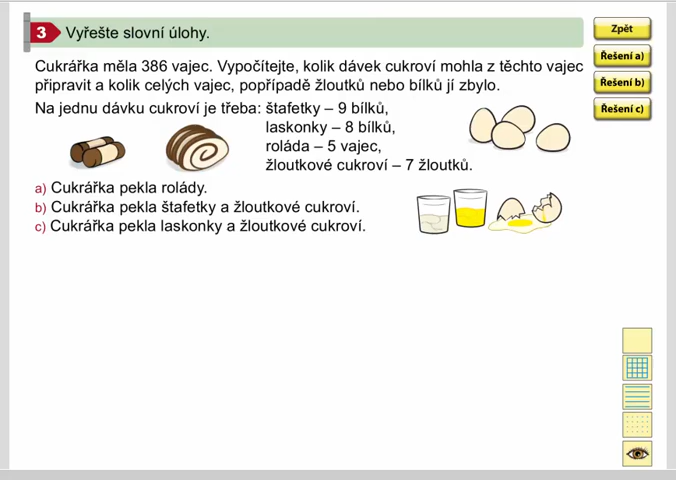 3 Vyřešte slovní úlohy.
Zpět
Řešení a)
Řešení b)
Řešení c)
Cukrářka měla 386 vajec. Vypočítejte, kolik dávek cukroví mohla z těchto vajec
připravit a kolik celých vajec, popřípadě žloutků nebo bílků jí zbylo.
Na jednu dávku cukroví je třeba: štafetky – 9 bílků,
laskonky – 8 bílků,
roláda – 5 vajec,
žloutkové cukroví – 7 žloutků.
a) Cukrářka pekla rolády.
b) Cukrářka pekla štafetky a žloutkové cukroví.
c) Cukrářka pekla laskonky a žloutkové cukroví.